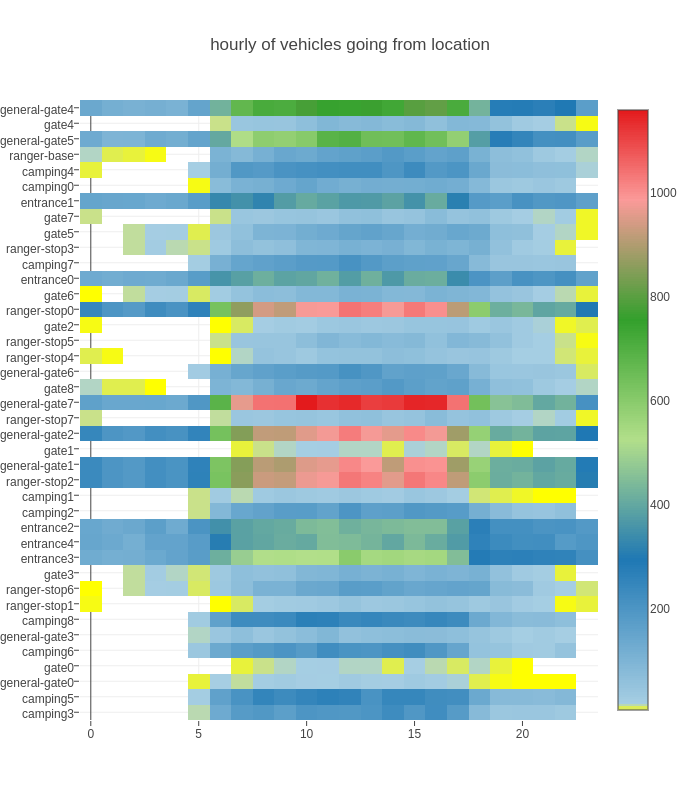 hourly of vehicles going from location
general-gate4
gate4
general-gate5
ranger-base
camping4
camping0
entrance1
gate7
gate5
ranger-stop3
camping7
entrance0
gate6
ranger-stop0
gate2
ranger-stop5
ranger-stop4
general-gate6
gate8
general-gate7
ranger-stop7
general-gate2
gate1
general-gate1
ranger-stop2
camping1
camping2
entrance2
entrance4
entrance3
gate3
ranger-stop6
ranger-stop1
camping8
general-gate3
camping6
gate0
general-gate0
camping5
camping3
0 5 10 15 20
1000
800
600
400
200